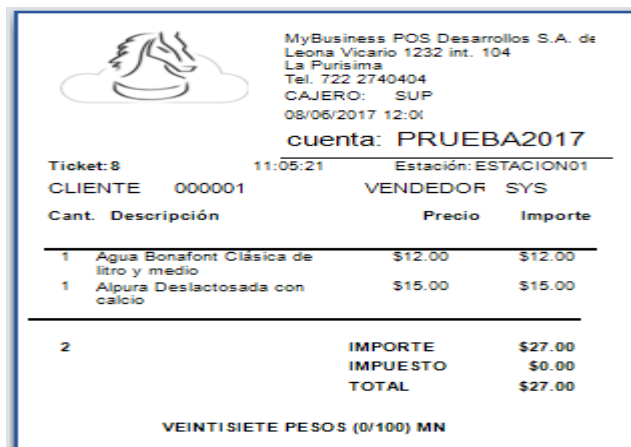 MyBusiness POS Desarrollos S.A. de
Leona Vicario 1232 int. 104
La Purisima
Tel. 722 2740404
CAJERO: SUP
08/06/2017 12:0
cuenta: PRUEBA2017
Ticket: 8 11:05:21 Estación: ESTACION01
CLIENTE 000001 VENDEDOR SYS
Cant. Descripción Precio Importe
1 Agua Bonafont Clásica de $12.00 $12.00
litro y medio
1 Alpura Deslactosada con $15.00 $15.00
calcio
2 IMPORTE $27.00
IMPUESTO $0.00
TOTAL $27.00
VEINTISIETE PESOS (0/100) MN